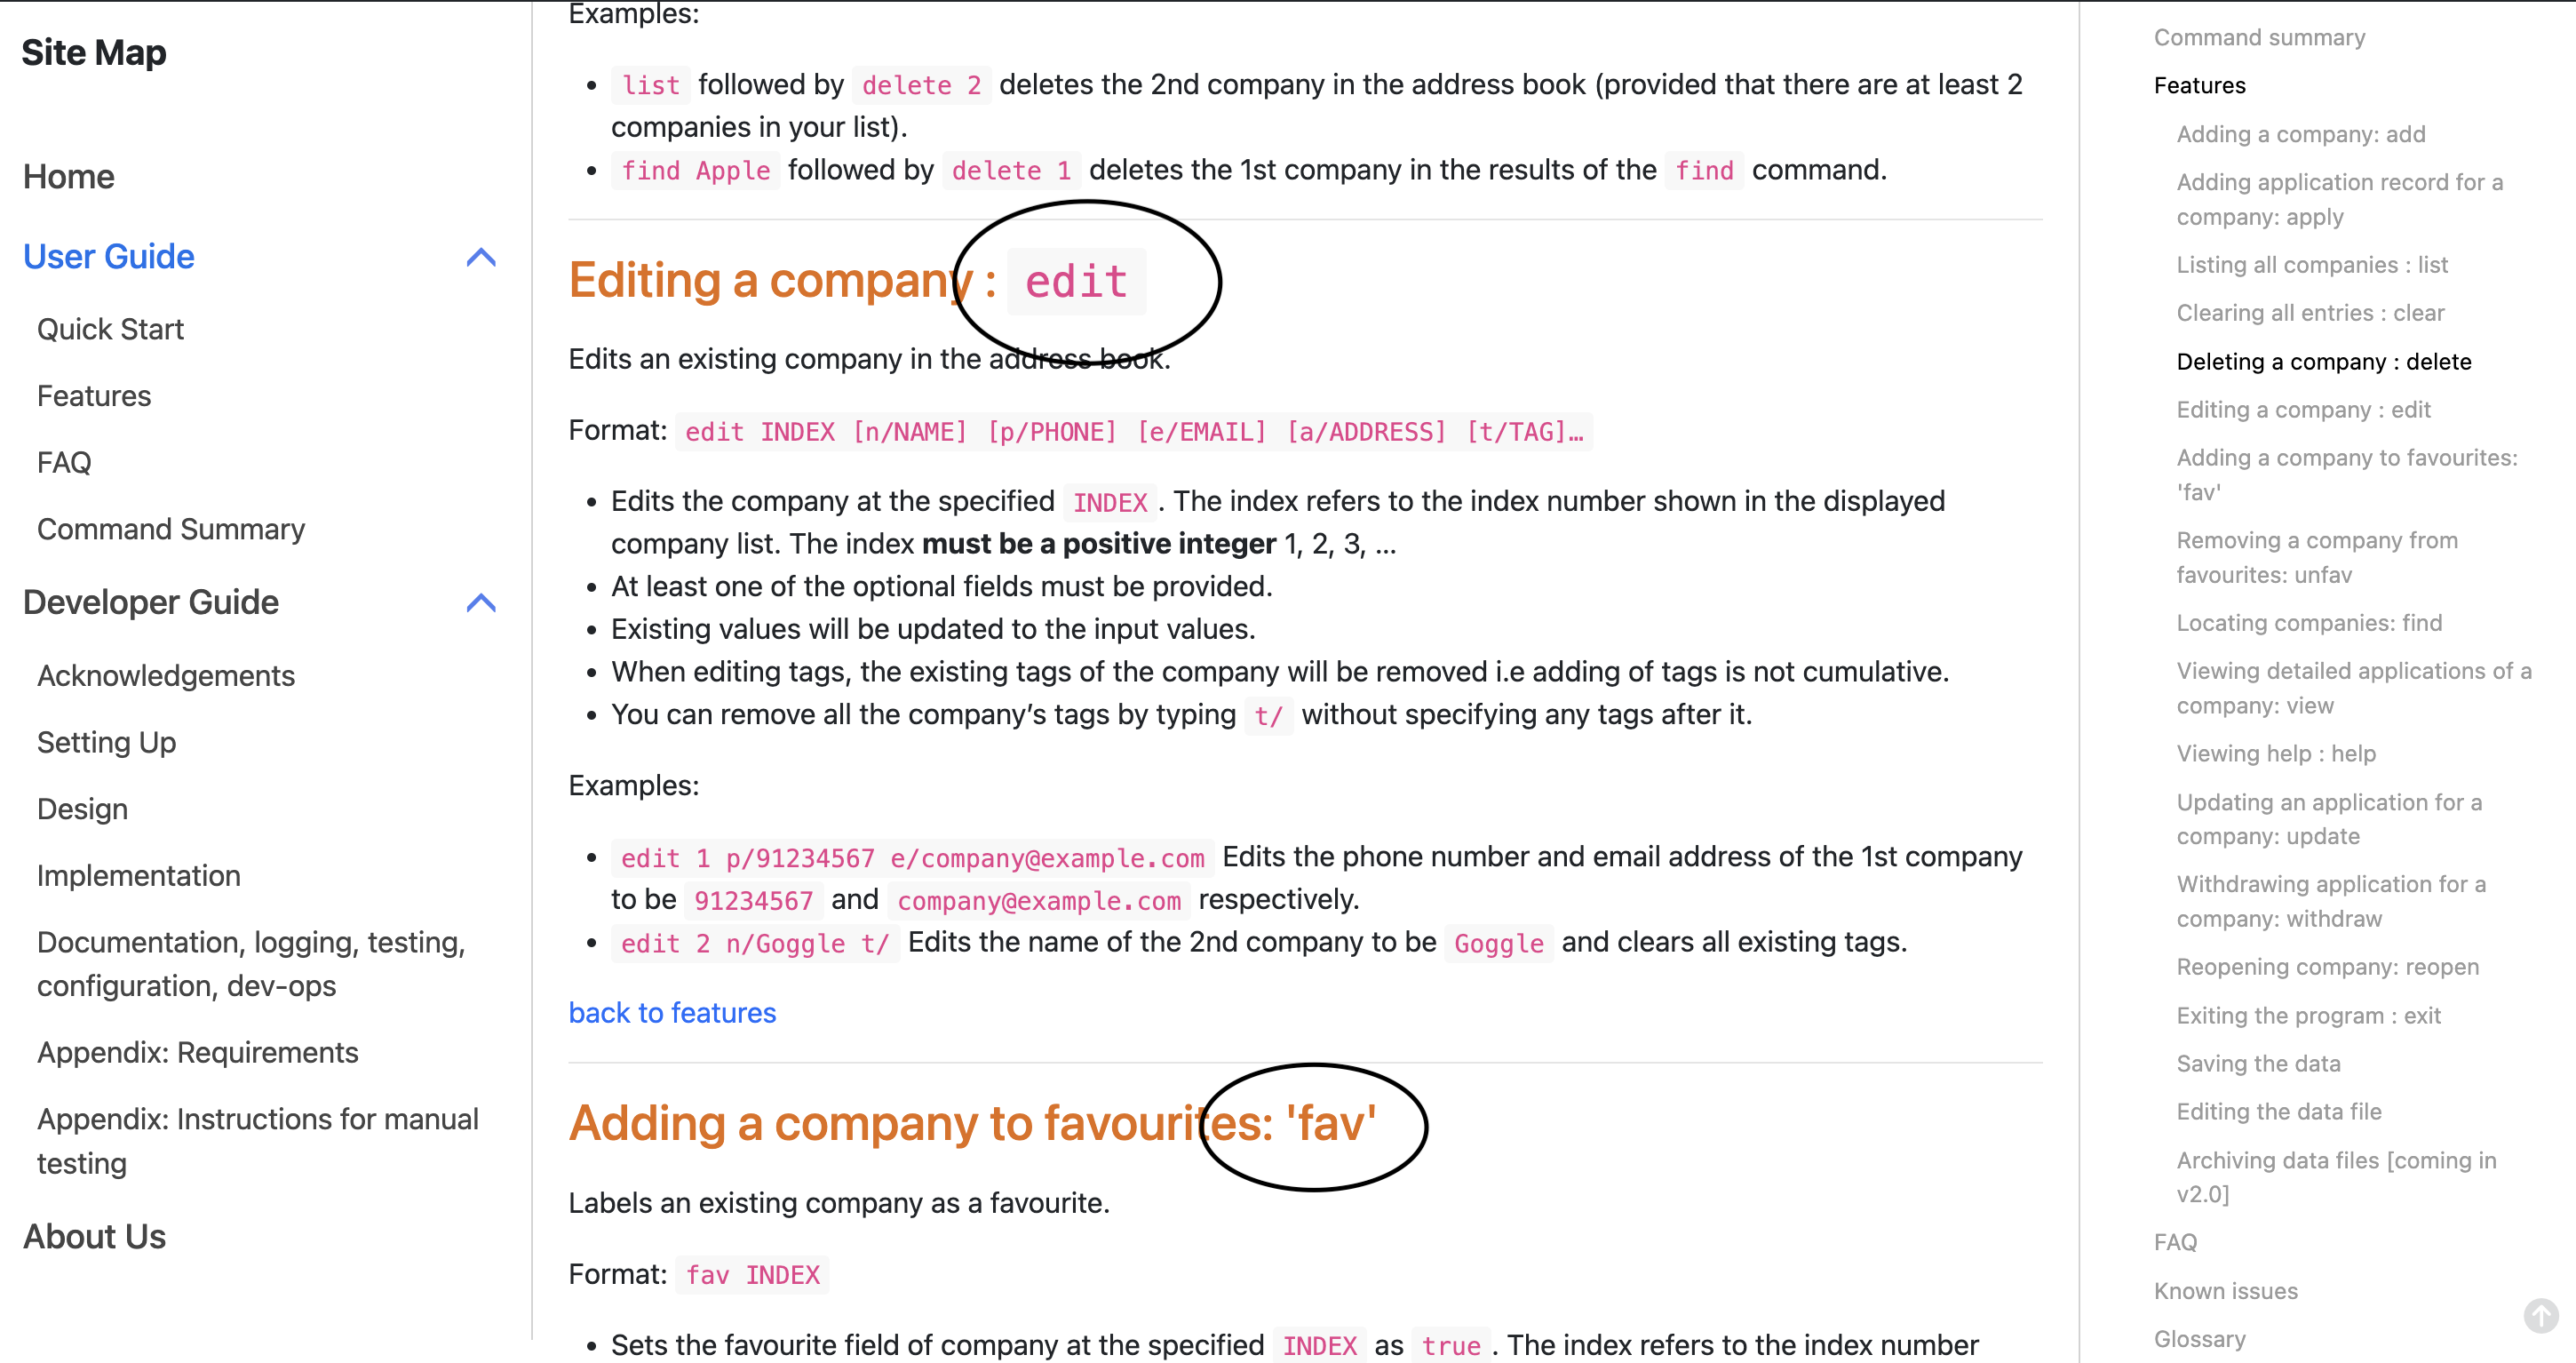 Site Map
Home
User Guide
Quick Start
Features
FAQ
Command Summary
Developer Guide
Acknowledgements
Setting Up
Design
Implementation
Documentation, logging, testing,
configuration, dev-ops
Appendix: Requirements
Appendix: Instructions for manual
testing
About Us
Examples:
• list followed by delete 2 deletes the 2nd company in the address book (provided that there are at least 2
companies in your list).
• find Apple followed by delete 1 deletes the 1st company in the results of the find command.
Editing a company : edit
Edits an existing company in the address book.
Format: edit INDEX [n/NAME] [p/PHONE] [e/EMAIL] [a/ADDRESS] [t/TAG]…
• Edits the company at the specified INDEX . The index refers to the index number shown in the displayed
company list. The index must be a positive integer 1, 2, 3, …
• At least one of the optional fields must be provided.
• Existing values will be updated to the input values.
• When editing tags, the existing tags of the company will be removed i.e adding of tags is not cumulative.
• You can remove all the company’s tags by typing t/ without specifying any tags after it.
Examples:
• edit 1 p/91234567 e/company@example.com Edits the phone number and email address of the 1st company
to be 91234567 and company@example.com respectively.
• edit 2 n/Goggle t/ Edits the name of the 2nd company to be Goggle and clears all existing tags.
back to features
Adding a company to favourites: 'fav'
Labels an existing company as a favourite.
Format: fav INDEX
• Sets the favourite field of company at the specified INDEX as true . The index refers to the index number
Command summary
Features
Adding a company: add
Adding application record for a
company: apply
Listing all companies : list
Clearing all entries : clear
Deleting a company : delete
Editing a company : edit
Adding a company to favourites:
'fav'
Removing a company from
favourites: unfav
Locating companies: find
Viewing detailed applications of a
company: view
Viewing help : help
Updating an application for a
company: update
Withdrawing application for a
company: withdraw
Reopening company: reopen
Exiting the program : exit
Saving the data
Editing the data file
Archiving data files [coming in
v2.0]
FAQ
Known issues
Glossary